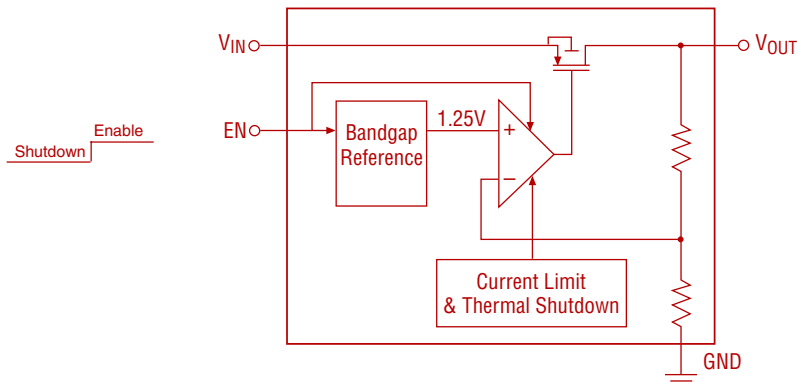 VIN
VOUT
EN
Enable
Shutdown
Bandgap
Reference
1.25V
+
−
Current Limit
& Thermal Shutdown
GND